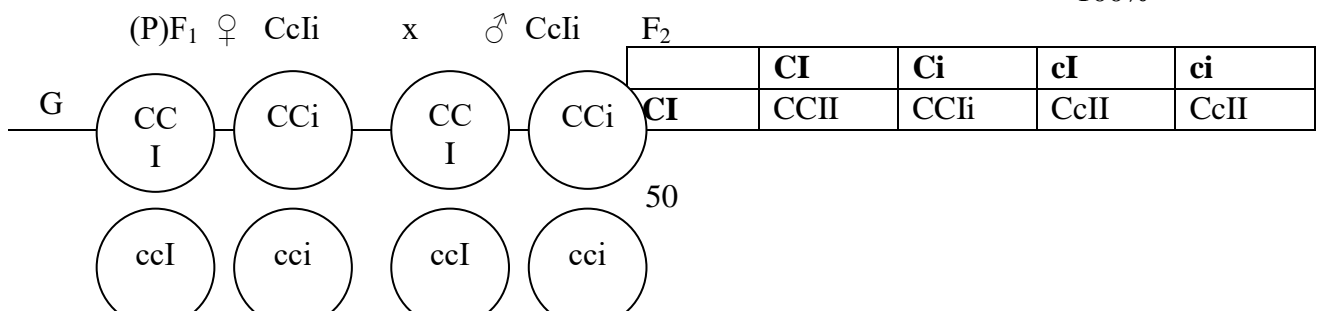 (P)F₁ ♀ CcIi x ♂ CcIi F₂
CI Ci cI ci
G CC I CCi CC I CCi CI CCII CCIi CcII CcII
50
ccI cci ccI cci